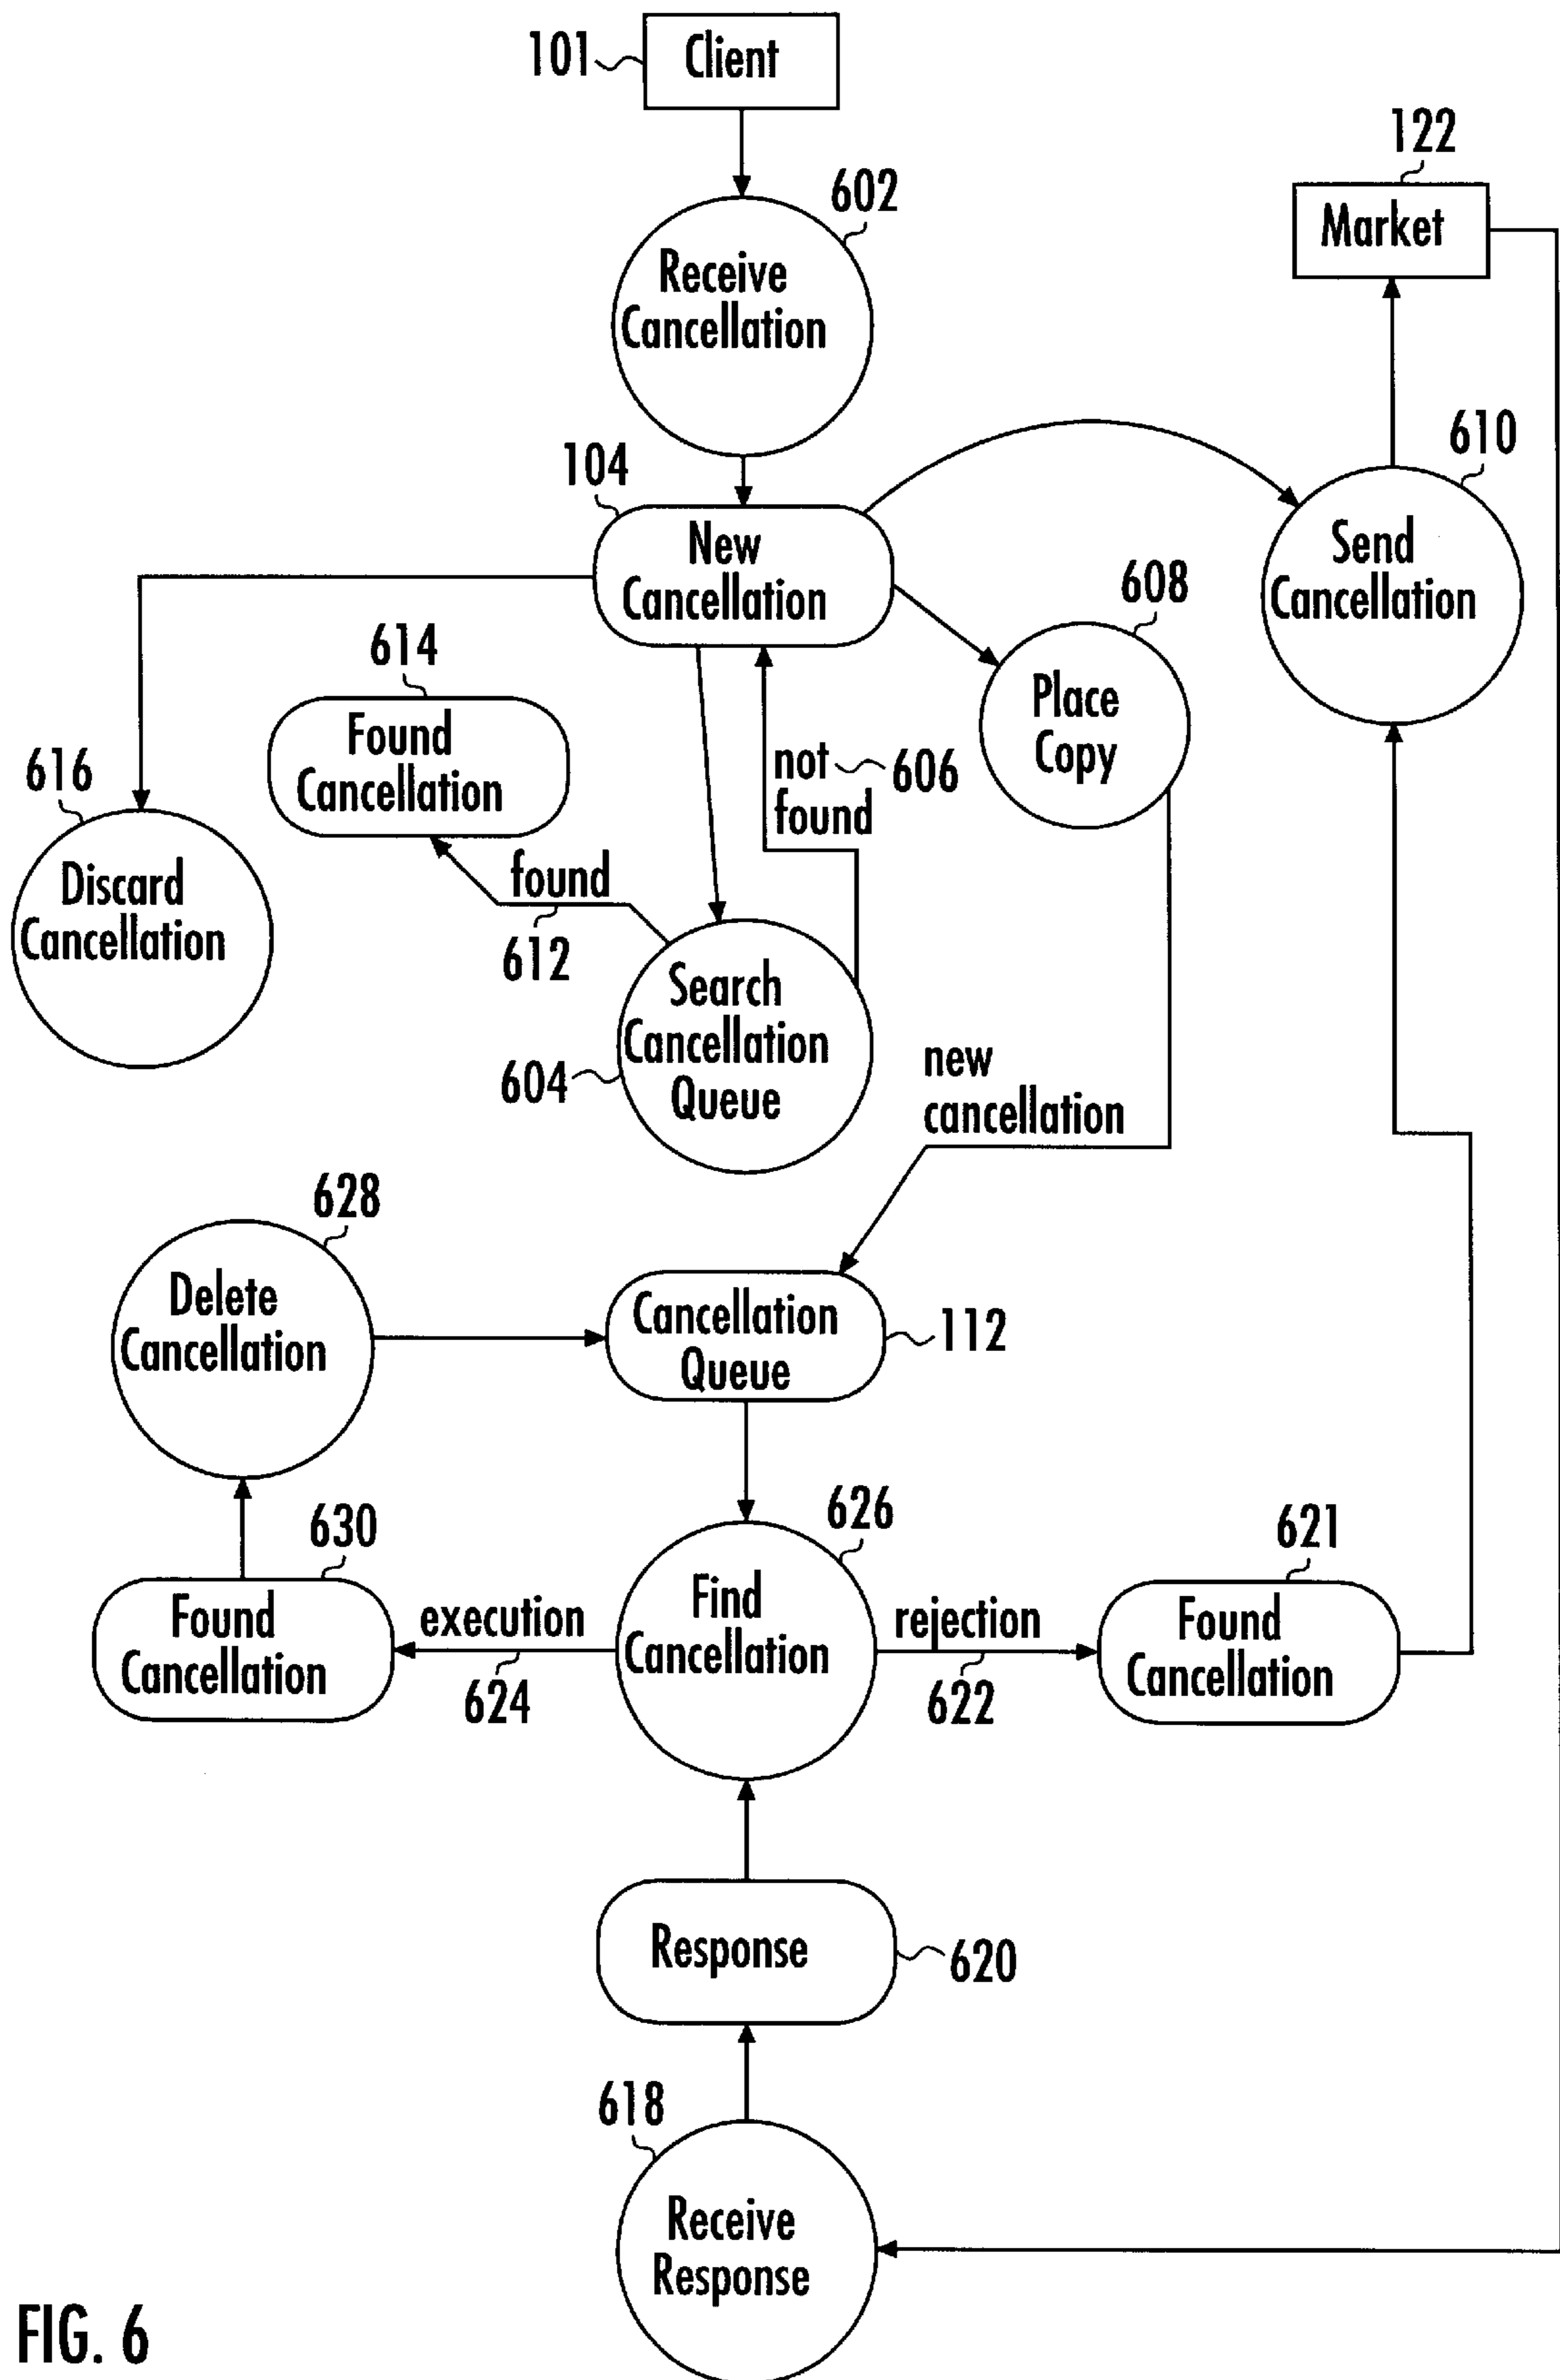 101
Client
122
Market
602
Receive
Cancellation
610
Send
Cancellation
104
New
Cancellation
608
Place
Copy
614
Found
Cancellation
not
found
606
616
Discard
Cancellation
found
612
Search
Cancellation
Queue
604
new
cancellation
628
Delete
Cancellation
Cancellation
Queue
112
630
Found
Cancellation
execution
624
626
Find
Cancellation
rejection
622
621
Found
Cancellation
Response
620
618
Receive
Response
FIG. 6